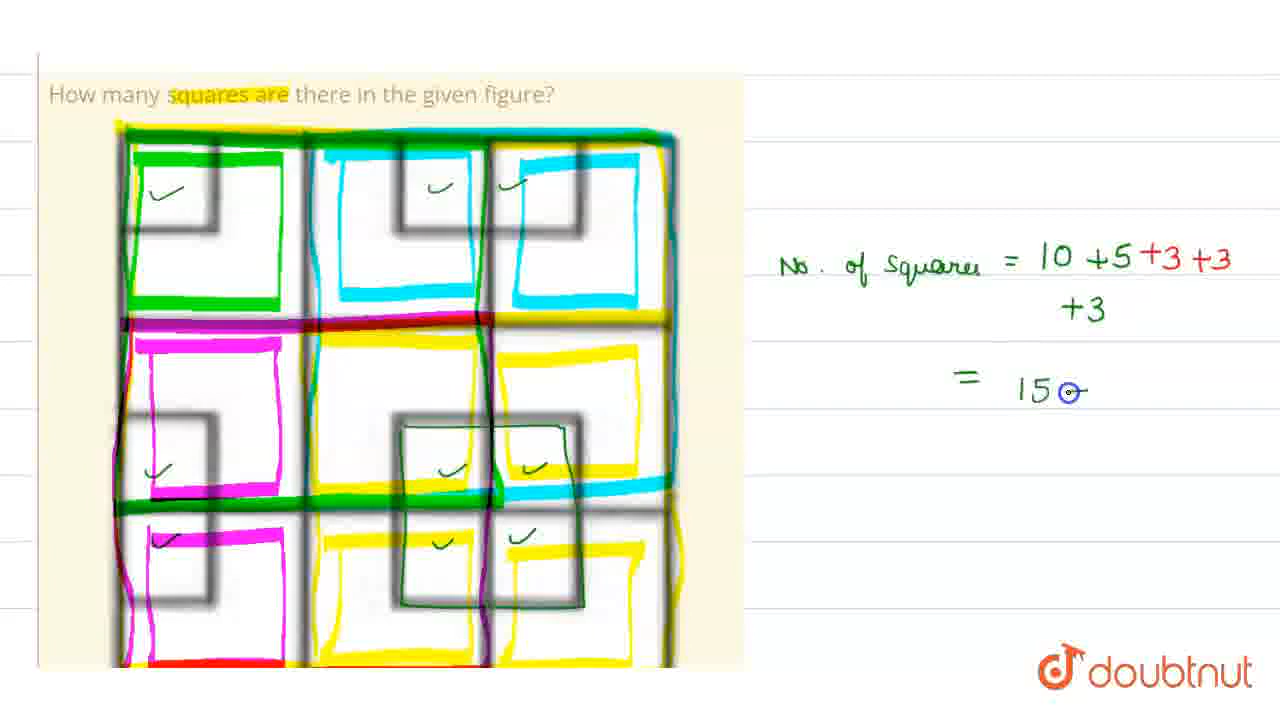 How many squares are there in the given figure?
No. of squares = 10 + 5 + 3 + 3
+ 3
= 15
doubtnut